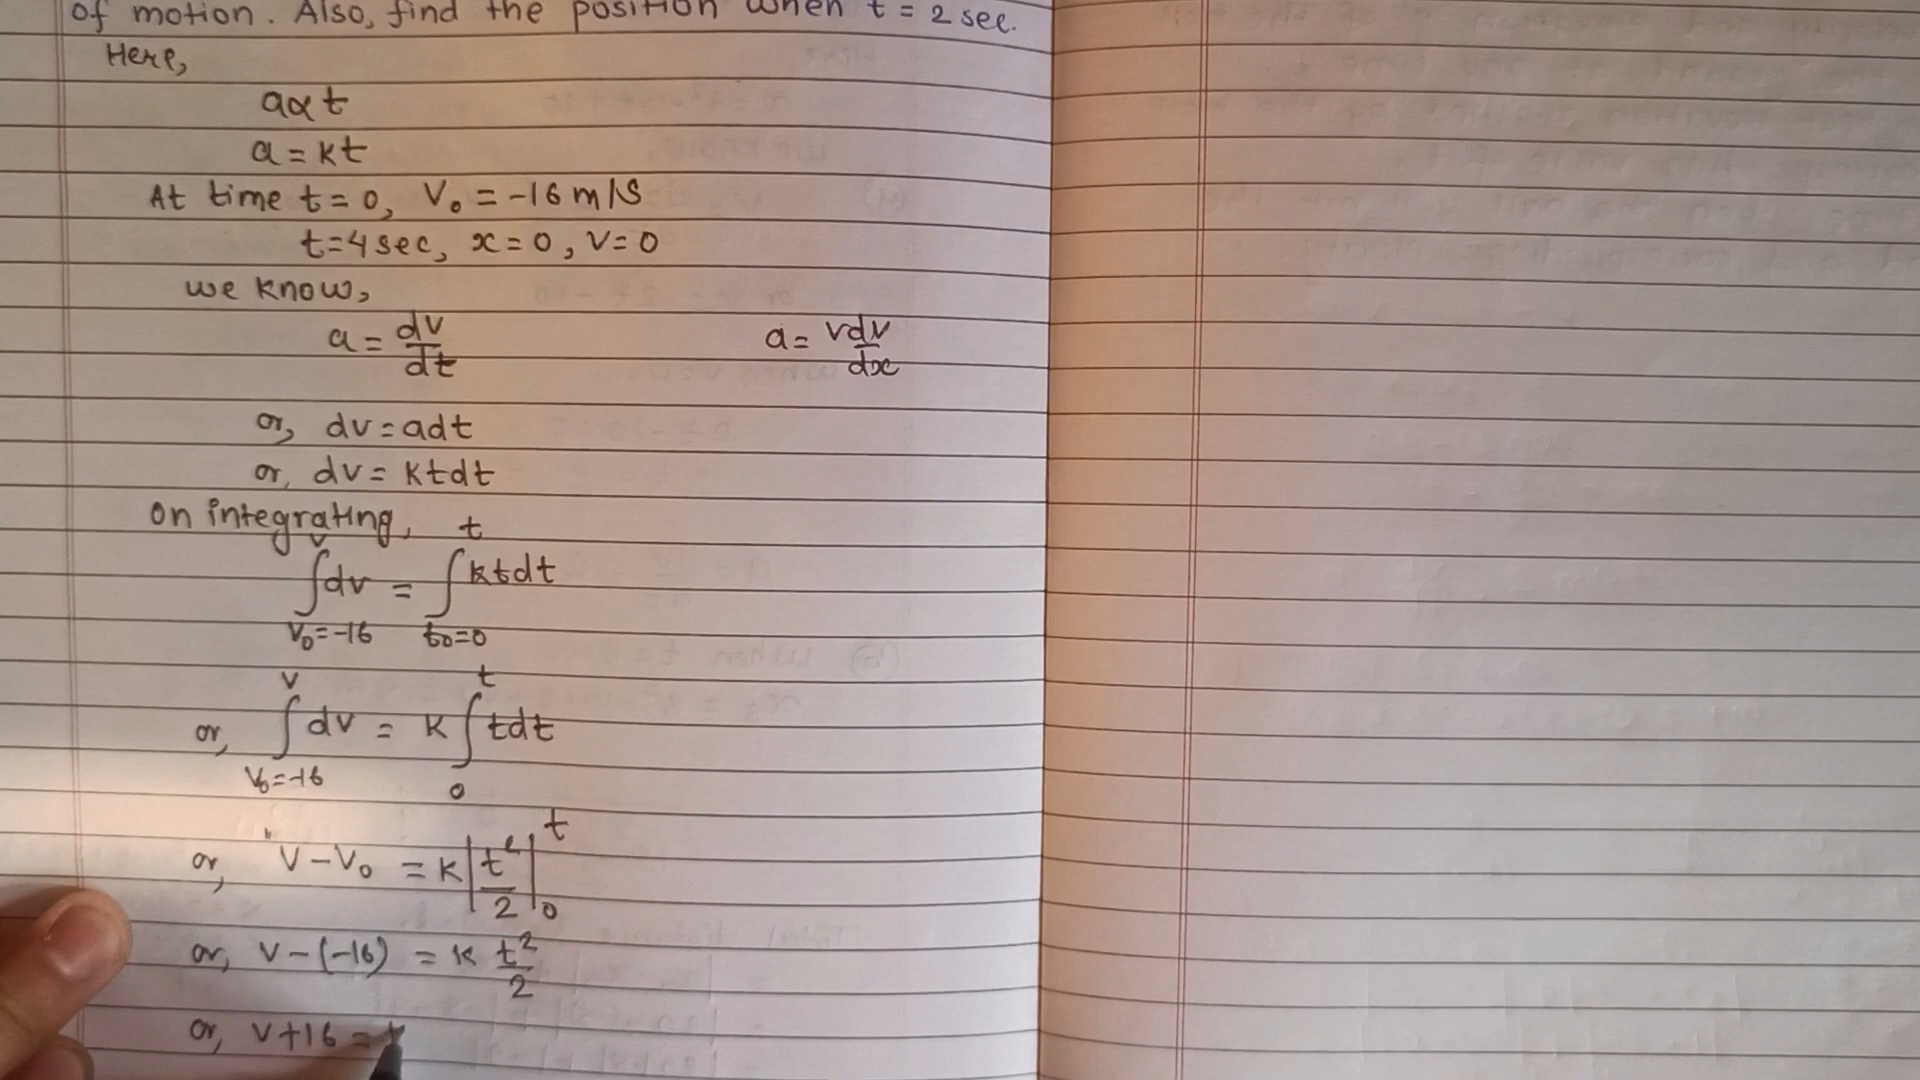 of motion. Also, find the position when t = 2 sec.
Here,
a∝t
a = kt
At time t = 0, V₀ = -16 m/s
t=4 sec, x = 0, v = 0
we know,
a = dv/dt    a = vdv/dx
or, dv = adt
or, dv = ktdt
on integrating,
∫_{V₀=-16}^{v} dv = ∫_{t₀=0}^{t} ktdt
or, ∫_{V₀=-16}^{v} dv = k ∫_{0}^{t} tdt
or, V - V₀ = k|t²/2|₀^t
or, v - (-16) = k t²/2
or, v + 16 =